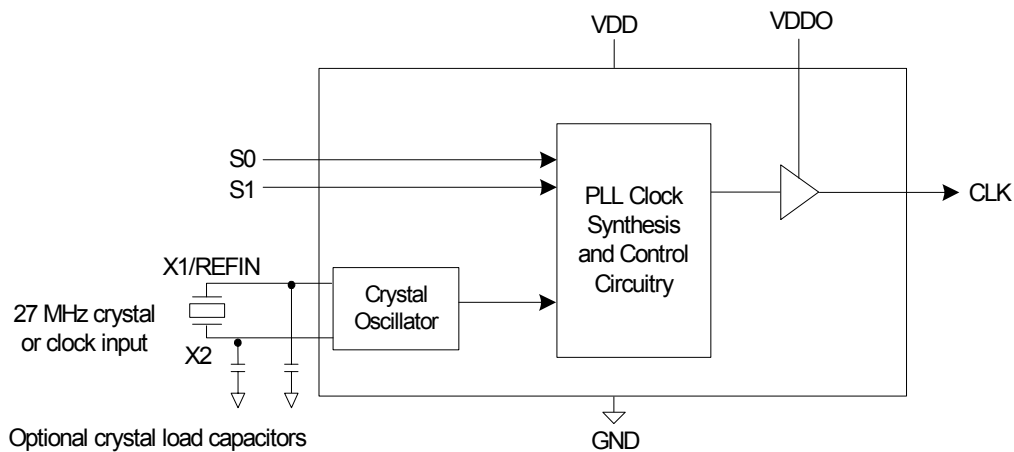 VDD
VDDO
S0
S1
PLL Clock
Synthesis
and Control
Circuitry
CLK
X1/REFIN
Crystal
Oscillator
27 MHz crystal
or clock input
X2
Optional crystal load capacitors
GND